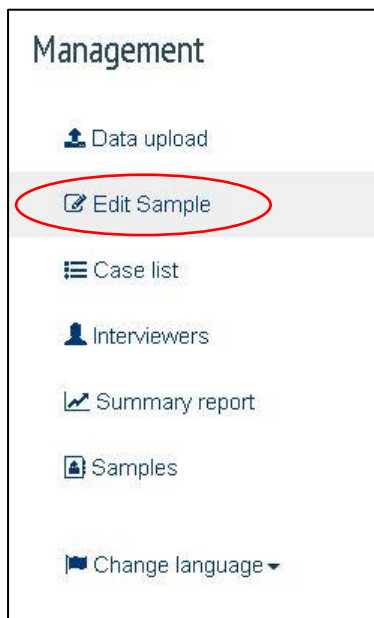 Management
Data upload
Edit Sample
Case list
Interviewers
Summary report
Samples
Change language